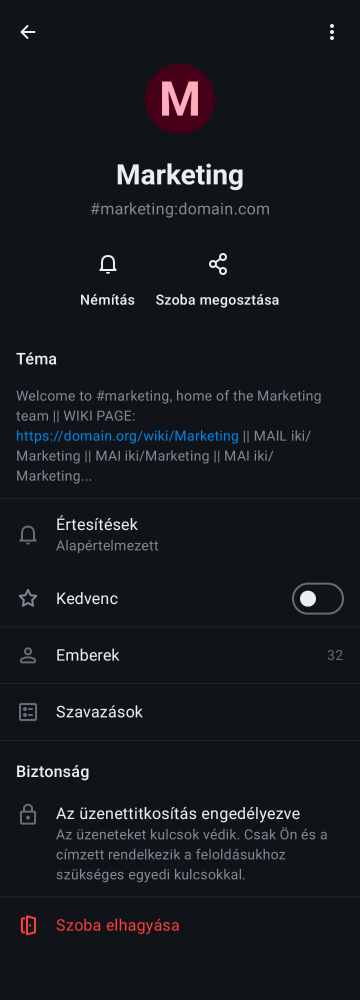 M
Marketing
#marketing:domain.com
Némítás
Szoba megosztása
Téma
Welcome to #marketing, home of the Marketing
team || WIKI PAGE:
https://domain.org/wiki/Marketing || MAIL iki/
Marketing || MAI iki/Marketing || MAI iki/
Marketing...
Értesítések
Alapértelmezett
Kedvenc
Emberek
32
Szavazások
Biztonság
Az üzenettitkosítás engedélyezve
Az üzeneteket kulcsok védik. Csak Ön és a
címzett rendelkezik a feloldásukhoz
szükséges egyedi kulcsokkal.
Szoba elhagyása